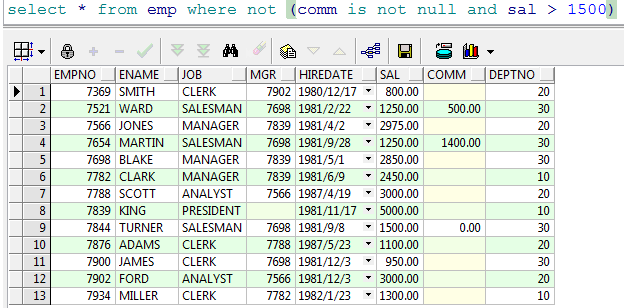 select * from emp where not (comm is not null and sal > 1500)
EMPNO ENAME JOB MGR HIREDATE SAL COMM DEPTNO
1 7369 SMITH CLERK 7902 1980/12/17 800.00 20
2 7521 WARD SALESMAN 7698 1981/2/22 1250.00 500.00 30
3 7566 JONES MANAGER 7839 1981/4/2 2975.00 20
4 7654 MARTIN SALESMAN 7698 1981/9/28 1250.00 1400.00 30
5 7698 BLAKE MANAGER 7839 1981/5/1 2850.00 30
6 7782 CLARK MANAGER 7839 1981/6/9 2450.00 10
7 7788 SCOTT ANALYST 7566 1987/4/19 3000.00 20
8 7839 KING PRESIDENT 1981/11/17 5000.00 10
9 7844 TURNER SALESMAN 7698 1981/9/8 1500.00 0.00 30
10 7876 ADAMS CLERK 7788 1987/5/23 1100.00 20
11 7900 JAMES CLERK 7698 1981/12/3 950.00 30
12 7902 FORD ANALYST 7566 1981/12/3 3000.00 20
13 7934 MILLER CLERK 7782 1982/1/23 1300.00 10